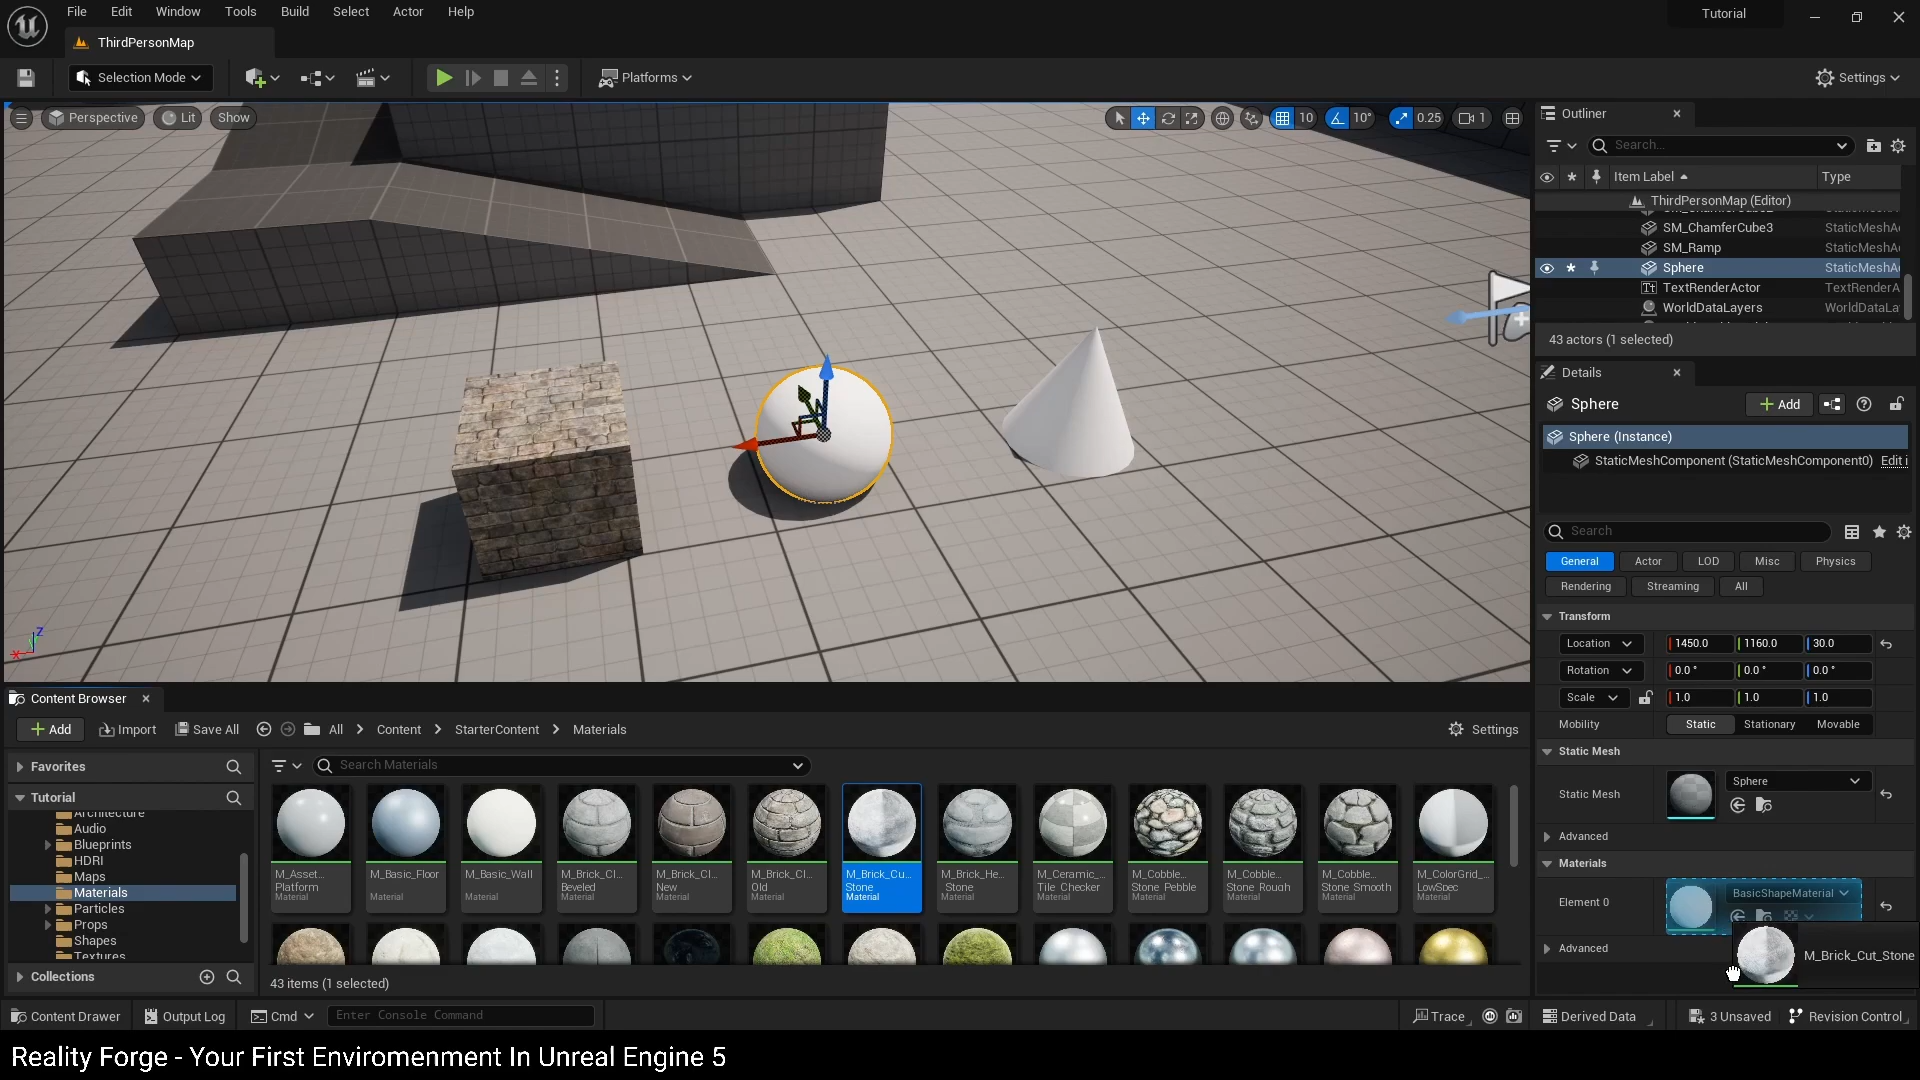 File Edit Window Tools Build Select Actor Help
Tutorial
ThirdPersonMap
Selection Mode
Platforms
Settings
Perspective Lit Show
10 10° 0.25 1
Outliner
Search...
Item Label Type
ThirdPersonMap (Editor)
SM_ChamferCube3 StaticMeshA
SM_Ramp StaticMeshA
Sphere StaticMeshA
TextRenderActor TextRenderA
WorldDataLayers WorldDataLa
43 actors (1 selected)
Details
Sphere
Add
Sphere (Instance)
StaticMeshComponent (StaticMeshComponent0) Edit i
Search
General Actor LOD Misc Physics
Rendering Streaming All
Transform
Location 1450.0 1160.0 30.0
Rotation 0.0 ° 0.0 ° 0.0 °
Scale 1.0 1.0 1.0
Mobility Static Stationary Movable
Static Mesh
Static Mesh Sphere
Advanced
Materials
Element 0 BasicShapeMaterial
Advanced
M_Brick_Cut_Stone
Z
X
Content Browser
Add Import Save All All Content StarterContent Materials Settings
Favorites
Search Materials
Tutorial
Architecture
Audio
Blueprints
HDRI
Maps
Materials
Particles
Props
Shapes
Textures
Collections
M_Asset... Platform Material
M_Basic_Floor Material
M_Basic_Wall Material
M_Brick_Cl... Beveled Material
M_Brick_Cl... New Material
M_Brick_Cl... Old Material
M_Brick_Cu... Stone Material
M_Brick_He... Stone Material
M_Ceramic_... Tile_Checker Material
M_Cobble... Stone_Pebble Material
M_Cobble... Stone_Rough Material
M_Cobble... Stone_Smooth Material
M_ColorGrid_... LowSpec Material
43 items (1 selected)
Content Drawer Output Log Cmd Enter Console Command
Trace Derived Data 3 Unsaved Revision Control
Reality Forge - Your First Enviromenment In Unreal Engine 5